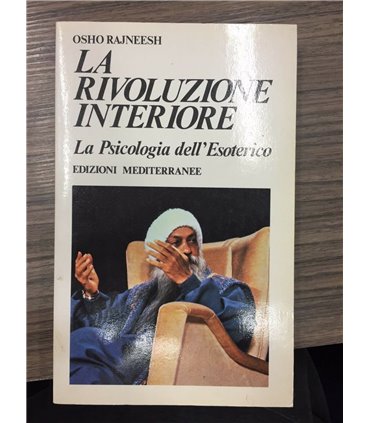 OSHO RAJNEESH
LA
RIVOLUZIONE
INTERIORE
La Psicologia dell'Esoterico
EDIZIONI MEDITERRANEE